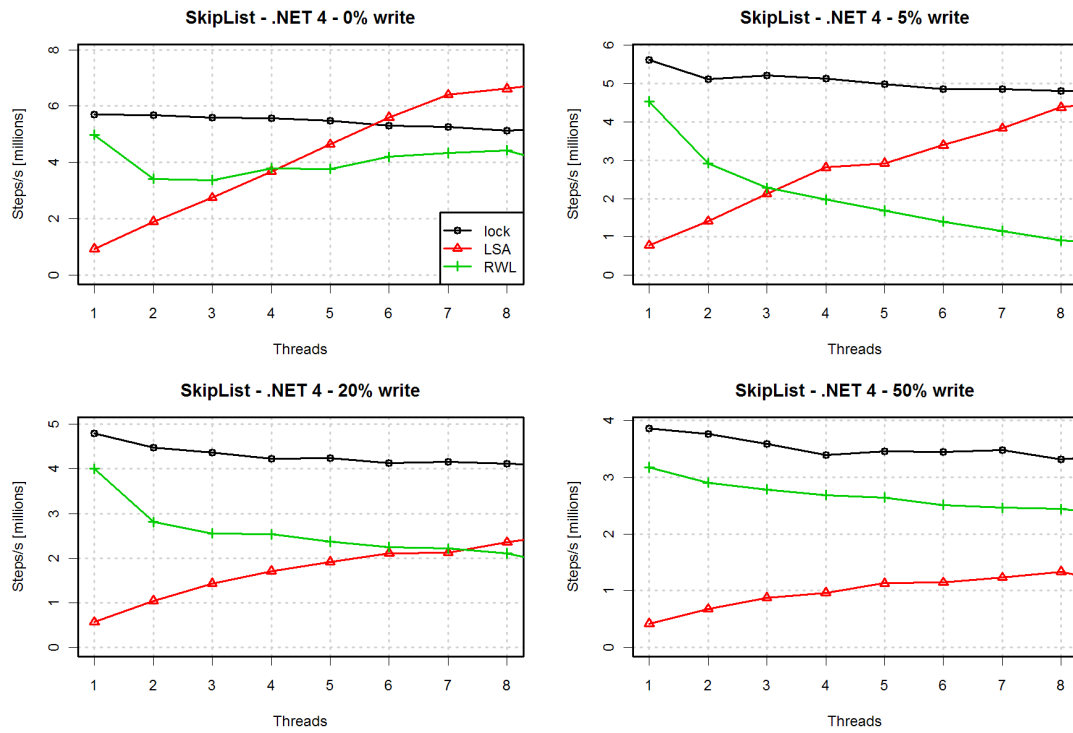 SkipList - .NET 4 - 0% write
Steps/s [millions]
8
6
4
2
0
lock
LSA
RWL
1 2 3 4 5 6 7 8
Threads
SkipList - .NET 4 - 5% write
Steps/s [millions]
6
5
4
3
2
1
0
1 2 3 4 5 6 7 8
Threads
SkipList - .NET 4 - 20% write
Steps/s [millions]
5
4
3
2
1
0
1 2 3 4 5 6 7 8
Threads
SkipList - .NET 4 - 50% write
Steps/s [millions]
4
3
2
1
0
1 2 3 4 5 6 7 8
Threads